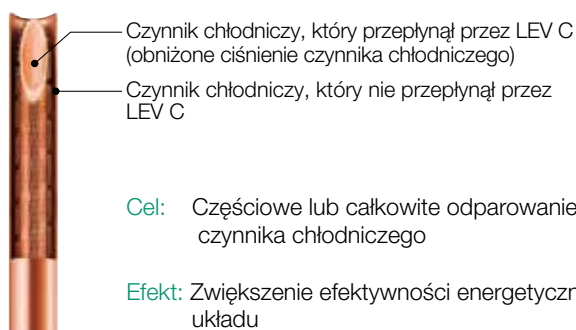 Czynnik chłodniczy, który przepłynął przez LEV C
(obniżone ciśnienie czynnika chłodniczego)
Czynnik chłodniczy, który nie przepłynął przez
LEV C
Cel: Częściowe lub całkowite odparowanie
czynnika chłodniczego
Efekt: Zwiększenie efektywności energetyczn
układu